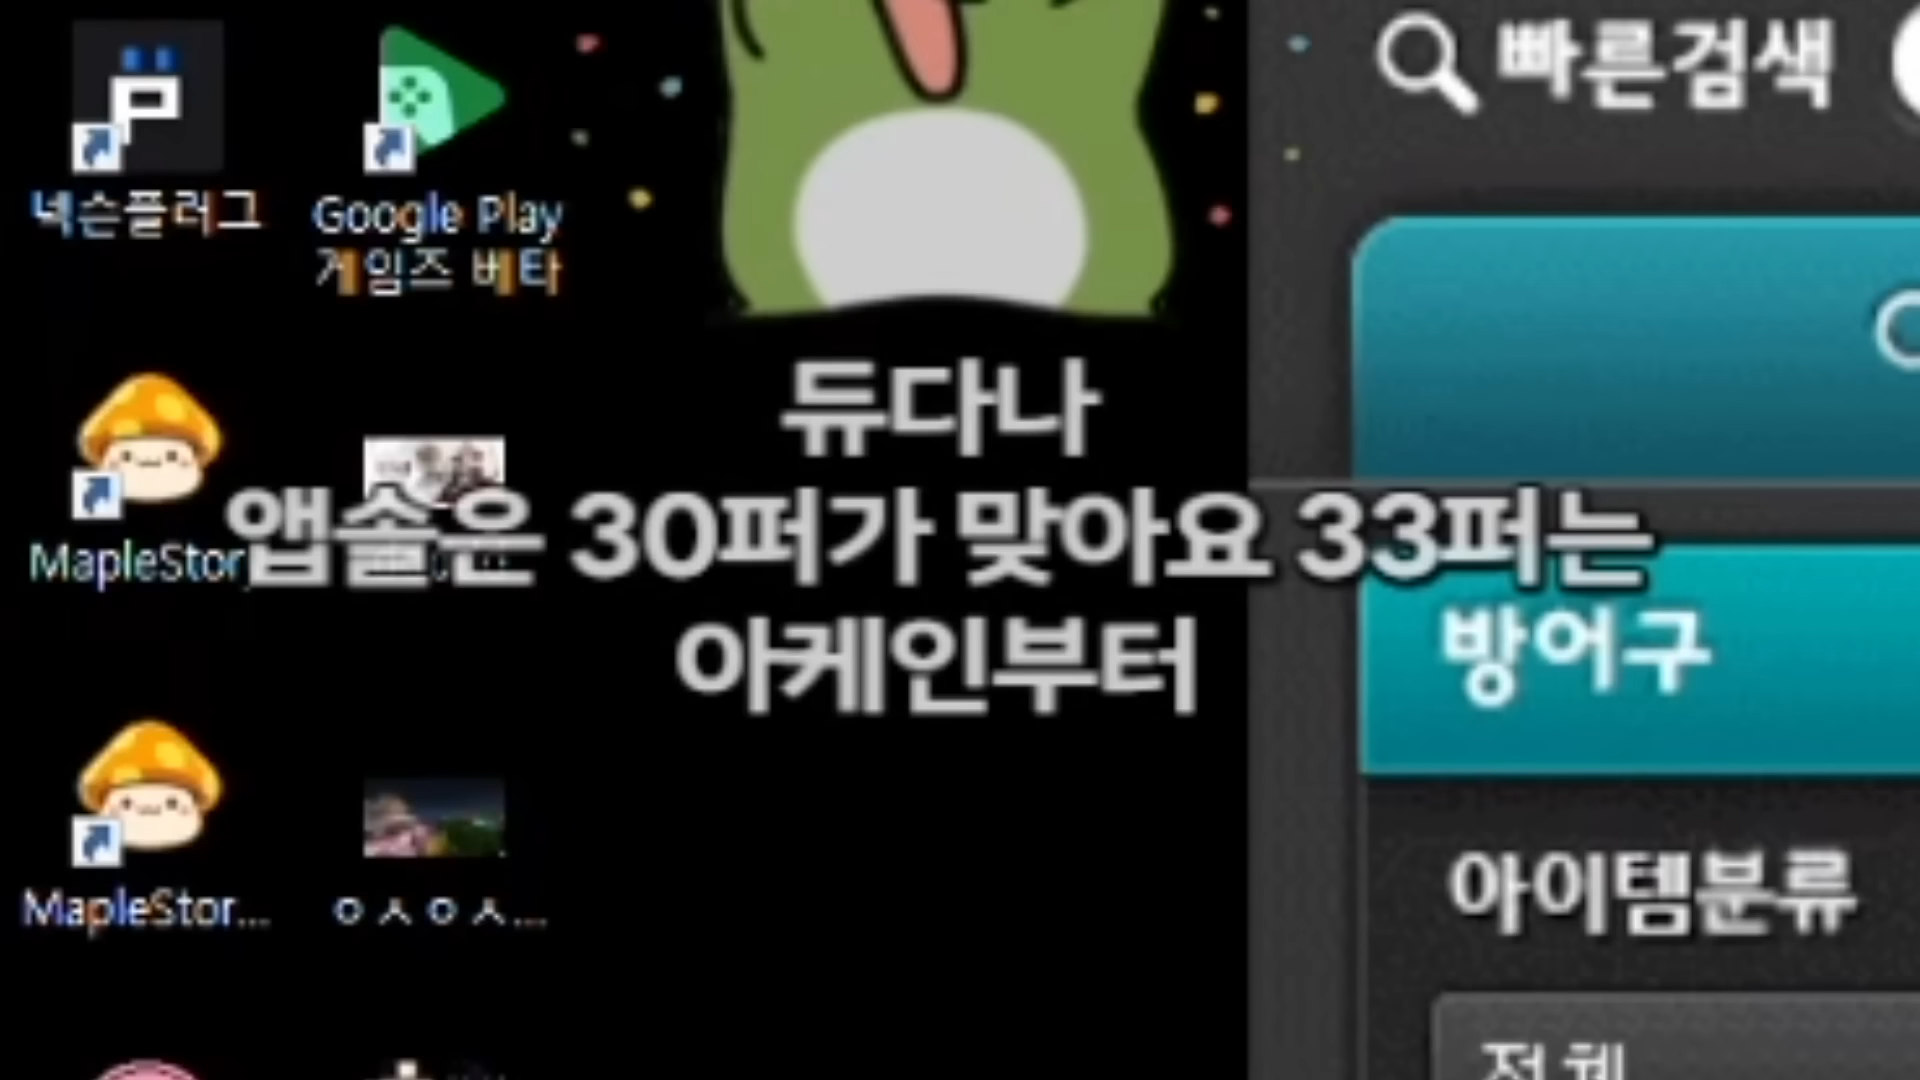 빠른검색
넥슨플러그
Google Play
게임즈 베타
듀다나
앱솔은 30퍼가 맞아요 33퍼는
아케인부터
MapleStor
방어구
아이템분류
MapleStor...
ㅇㅅㅇㅅ...
전체